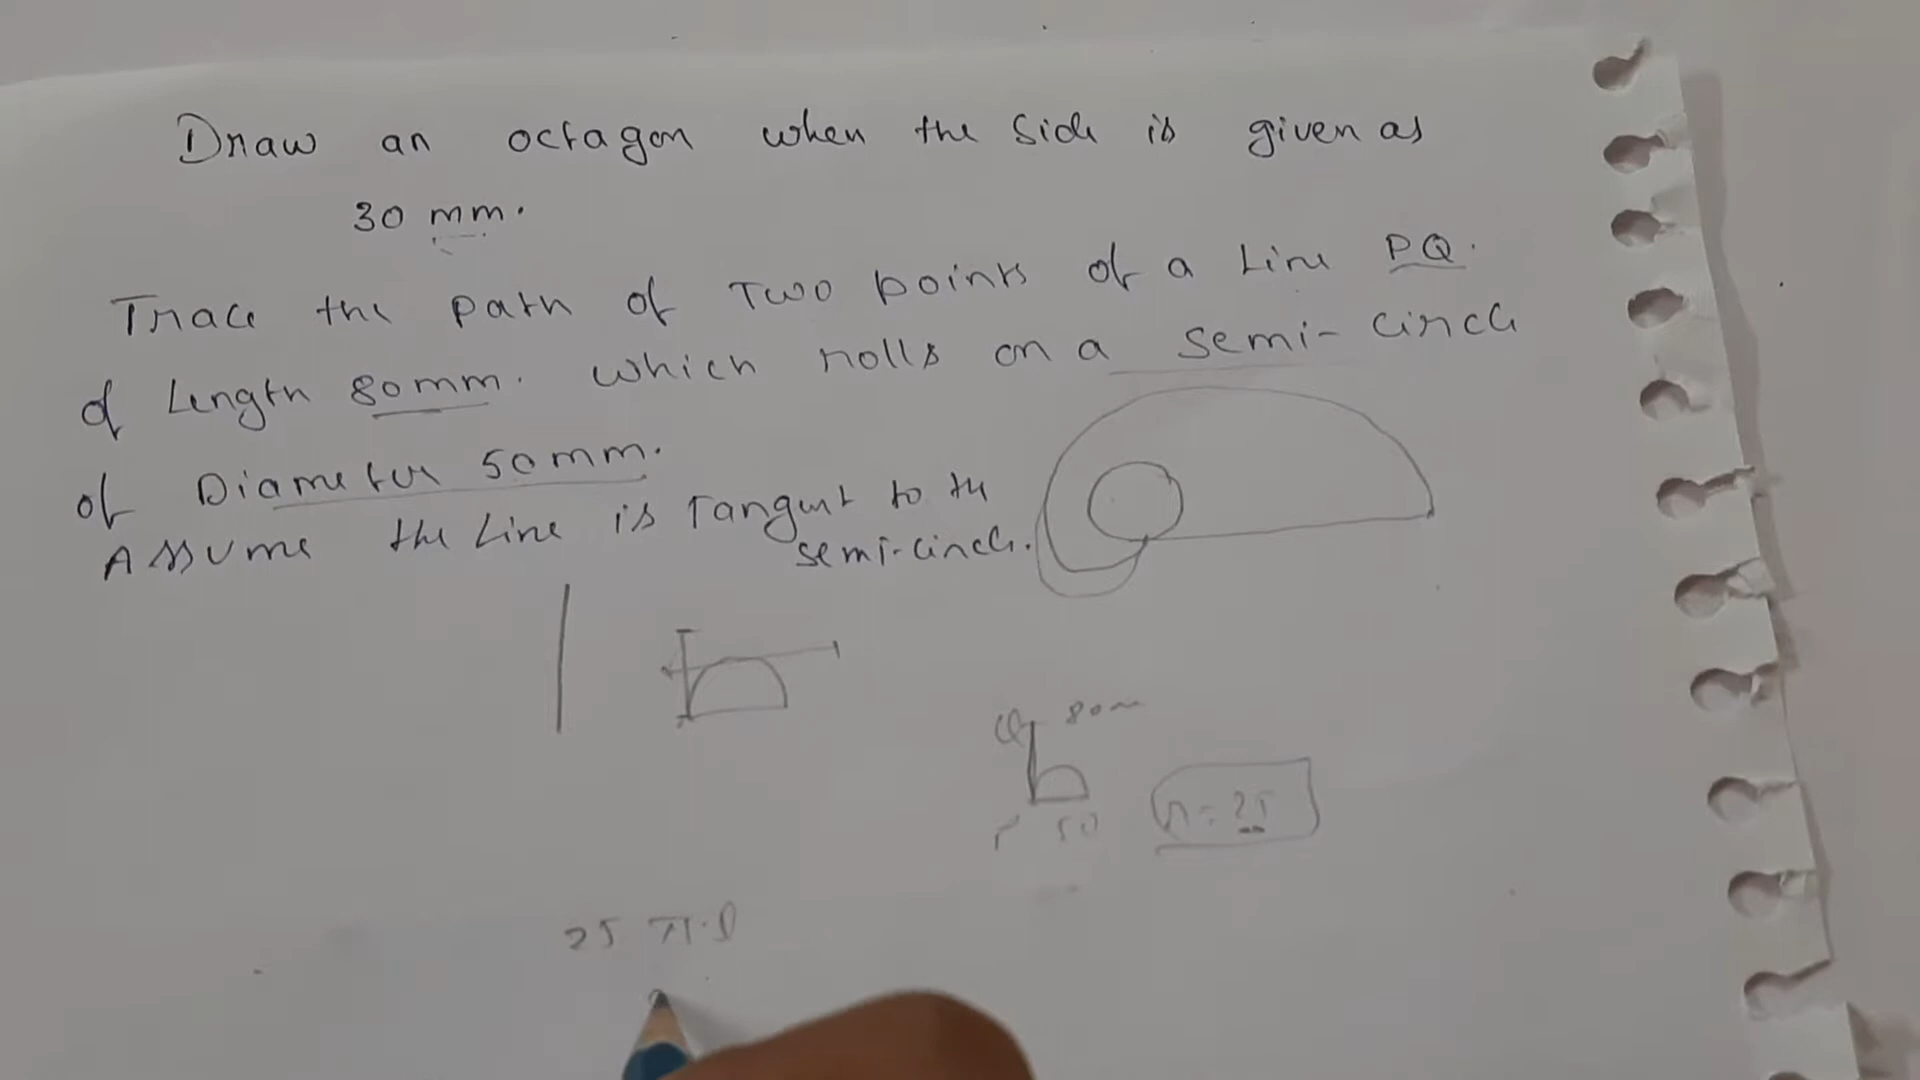 Draw an octagon when the side is given as
30 mm.
Trace the path of Two points of a Line PQ.
of Length 80mm. which rolls on a semi-circle
of Diameter 50mm.
Assume the Line is Tangent to the
semi-circle.
Q 80m
P 50
r = 25
25 π.D